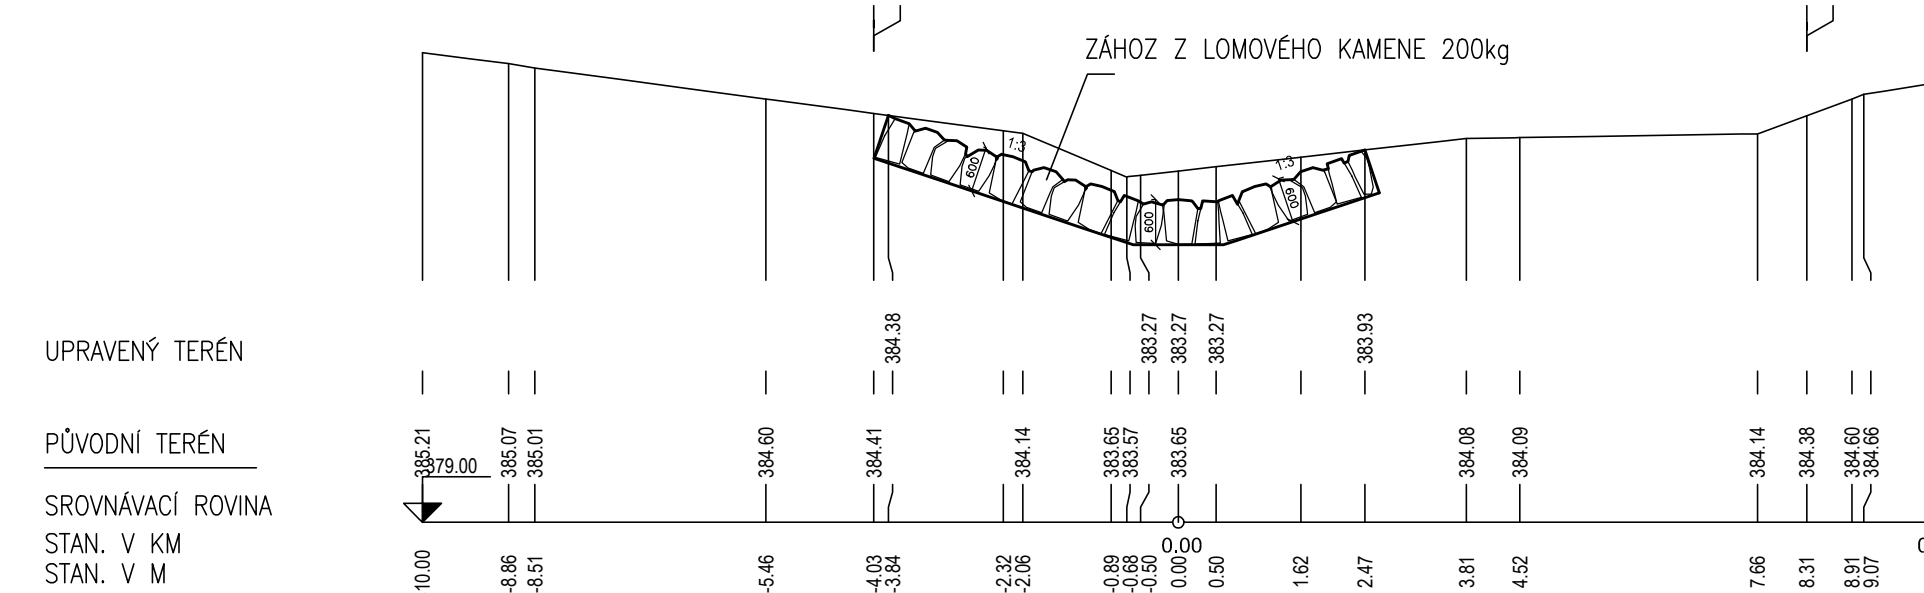 ZÁHOZ Z LOMOVÉHO KAMENE 200kg
1:3
1:3
600
600
600
UPRAVENÝ TERÉN
384.38 383.27 383.27 383.27 383.93
PŮVODNÍ TERÉN
385.21 385.07 385.01 384.60 384.41 384.14 383.65 383.57 383.65 384.08 384.09 384.14 384.38 384.60 384.66
379.00
SROVNÁVACÍ ROVINA
STAN. V KM
0.00
STAN. V M
10.00 -8.86 -8.51 -5.46 -4.03 -3.84 -2.32 -2.06 -0.89 -0.68 -0.50 0.00 0.50 1.62 2.47 3.81 4.52 7.66 8.31 8.91 9.07